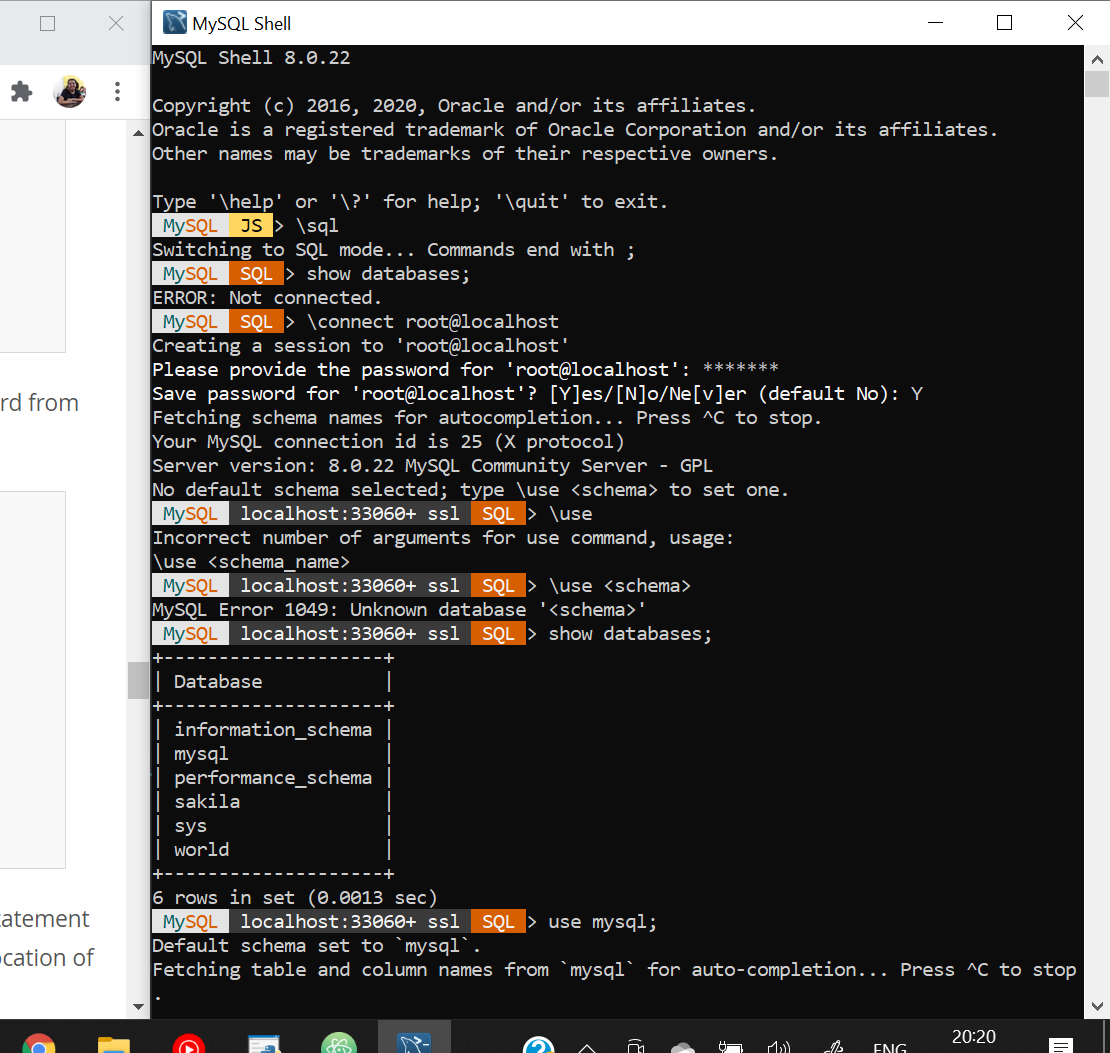 MySQL Shell
MySQL Shell 8.0.22
Copyright (c) 2016, 2020, Oracle and/or its affiliates.
Oracle is a registered trademark of Oracle Corporation and/or its affiliates.
Other names may be trademarks of their respective owners.
Type '\help' or '\?' for help; '\quit' to exit.
MySQL JS > \sql
Switching to SQL mode... Commands end with ;
MySQL SQL > show databases;
ERROR: Not connected.
MySQL SQL > \connect root@localhost
Creating a session to 'root@localhost'
Please provide the password for 'root@localhost': *******
Save password for 'root@localhost'? [Y]es/[N]o/Ne[v]er (default No): Y
Fetching schema names for autocompletion... Press ^C to stop.
Your MySQL connection id is 25 (X protocol)
Server version: 8.0.22 MySQL Community Server - GPL
No default schema selected; type \use <schema> to set one.
MySQL localhost:33060+ ssl SQL > \use
Incorrect number of arguments for use command, usage:
\use <schema_name>
MySQL localhost:33060+ ssl SQL > \use <schema>
MySQL Error 1049: Unknown database '<schema>'
MySQL localhost:33060+ ssl SQL > show databases;
+--------------------+
| Database           |
+--------------------+
| information_schema |
| mysql              |
| performance_schema |
| sakila             |
| sys                |
| world              |
+--------------------+
6 rows in set (0.0013 sec)
MySQL localhost:33060+ ssl SQL > use mysql;
Default schema set to `mysql`.
Fetching table and column names from `mysql` for auto-completion... Press ^C to stop
.
rd from
tatement
ocation of
20:20
ENG